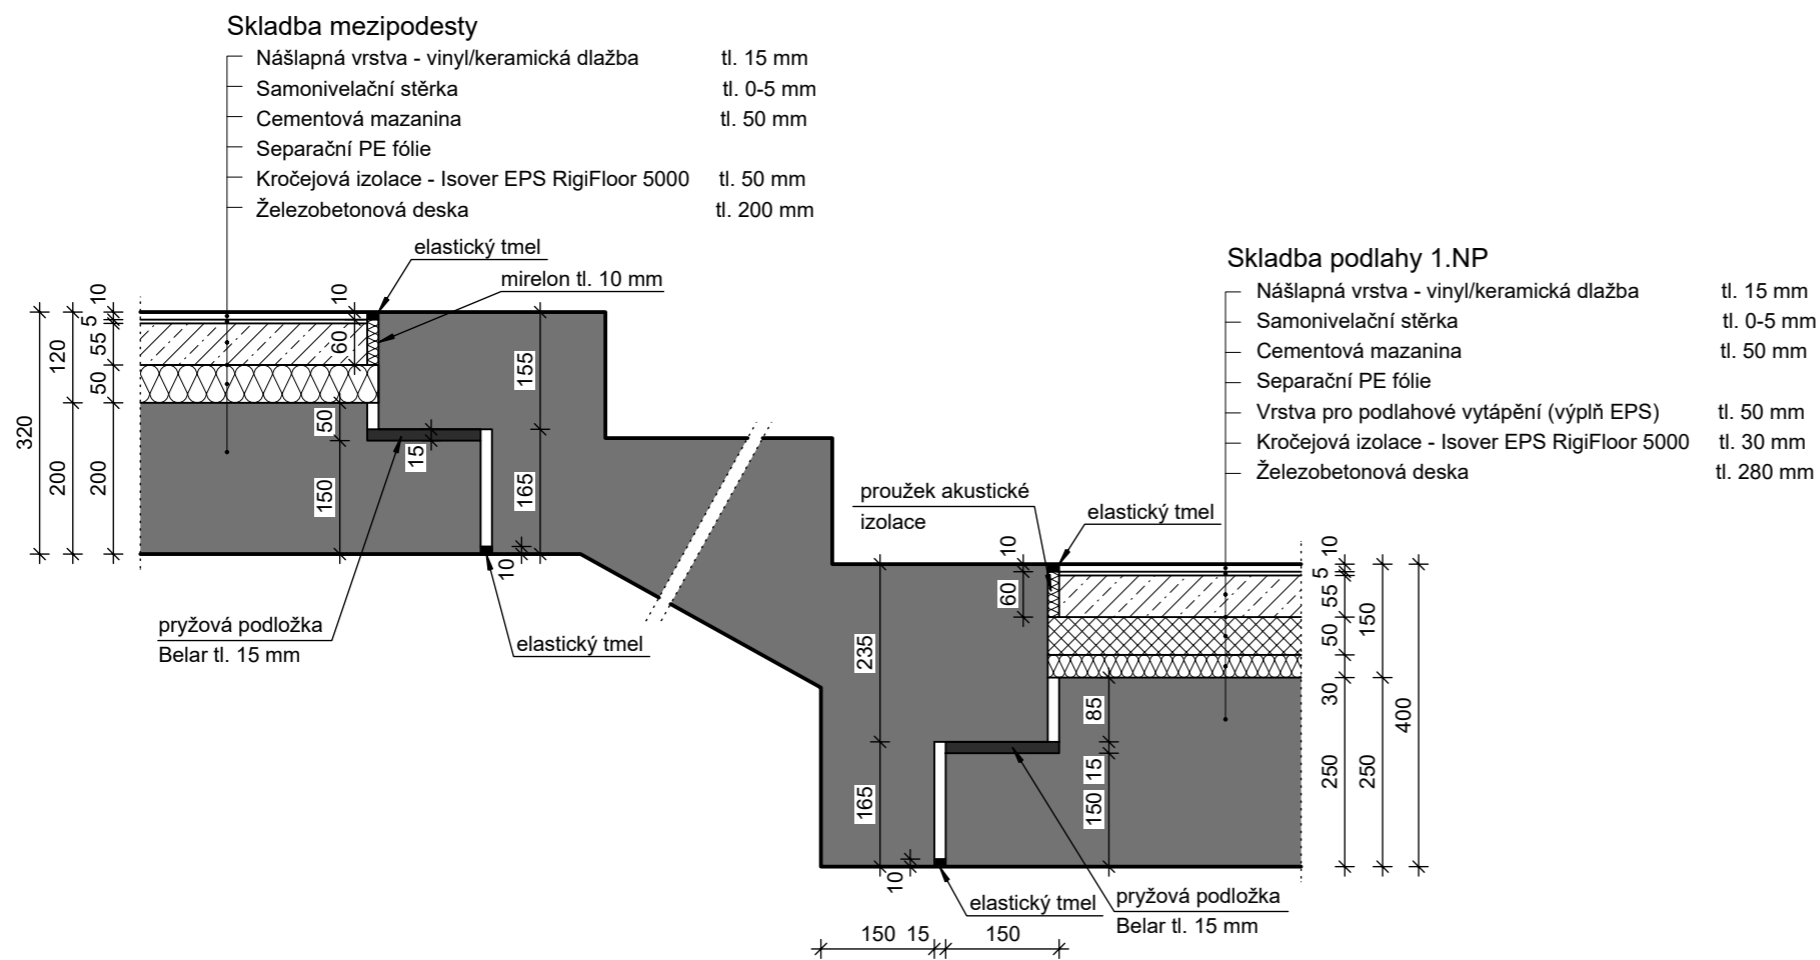 Skladba mezipodesty
Nášlapná vrstva - vinyl/keramická dlažba tl. 15 mm
Samonivelační stěrka tl. 0-5 mm
Cementová mazanina tl. 50 mm
Separační PE fólie
Kročejová izolace - Isover EPS RigiFloor 5000 tl. 50 mm
Železobetonová deska tl. 200 mm
elastický tmel
mirelon tl. 10 mm
Skladba podlahy 1.NP
Nášlapná vrstva - vinyl/keramická dlažba tl. 15 mm
Samonivelační stěrka tl. 0-5 mm
Cementová mazanina tl. 50 mm
Separační PE fólie
Vrstva pro podlahové vytápění (výplň EPS) tl. 50 mm
Kročejová izolace - Isover EPS RigiFloor 5000 tl. 30 mm
Železobetonová deska tl. 280 mm
320
120
200
10
5
55
50
200
10
60
50
150
15
155
165
10
pryžová podložka
Belar tl. 15 mm
elastický tmel
proužek akustické
izolace
elastický tmel
10
60
235
165
10
85
15
150
10
5
55
50
30
250
150
250
400
elastický tmel
pryžová podložka
Belar tl. 15 mm
150 15 150